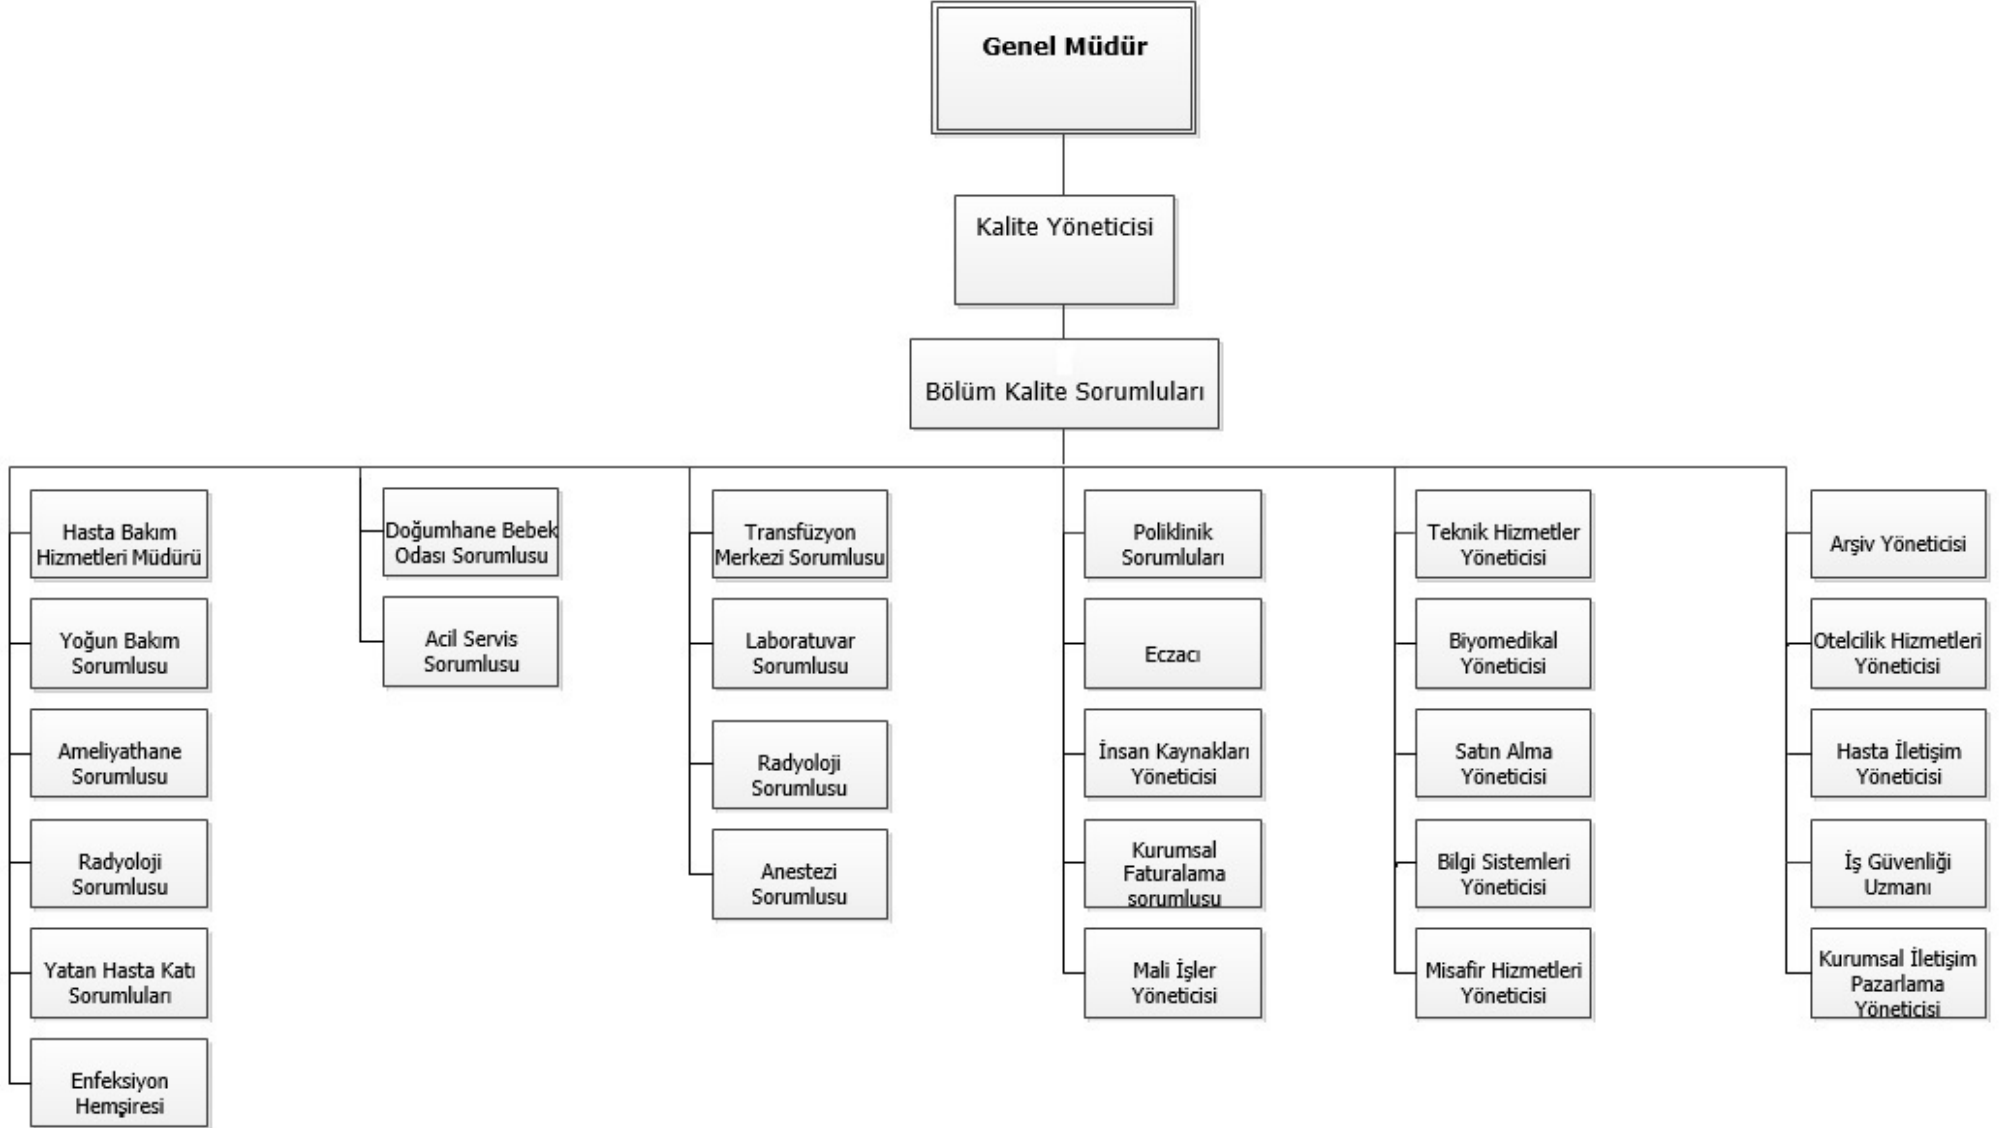 Genel Müdür
Kalite Yöneticisi
Bölüm Kalite Sorumluları
Hasta Bakım
Hizmetleri Müdürü
Yoğun Bakım
Sorumlusu
Ameliyathane
Sorumlusu
Radyoloji
Sorumlusu
Yatan Hasta Katı
Sorumluları
Enfeksiyon
Hemşiresi
Doğumhane Bebek
Odası Sorumlusu
Acil Servis
Sorumlusu
Transfüzyon
Merkezi Sorumlusu
Laboratuvar
Sorumlusu
Radyoloji
Sorumlusu
Anestezi
Sorumlusu
Poliklinik
Sorumluları
Eczacı
İnsan Kaynakları
Yöneticisi
Kurumsal
Faturalama
sorumlusu
Mali İşler
Yöneticisi
Teknik Hizmetler
Yöneticisi
Biyomedikal
Yöneticisi
Satın Alma
Yöneticisi
Bilgi Sistemleri
Yöneticisi
Misafir Hizmetleri
Yöneticisi
Arşiv Yöneticisi
Otelcilik Hizmetleri
Yöneticisi
Hasta İletişim
Yöneticisi
İş Güvenliği
Uzmanı
Kurumsal İletişim
Pazarlama
Yöneticisi